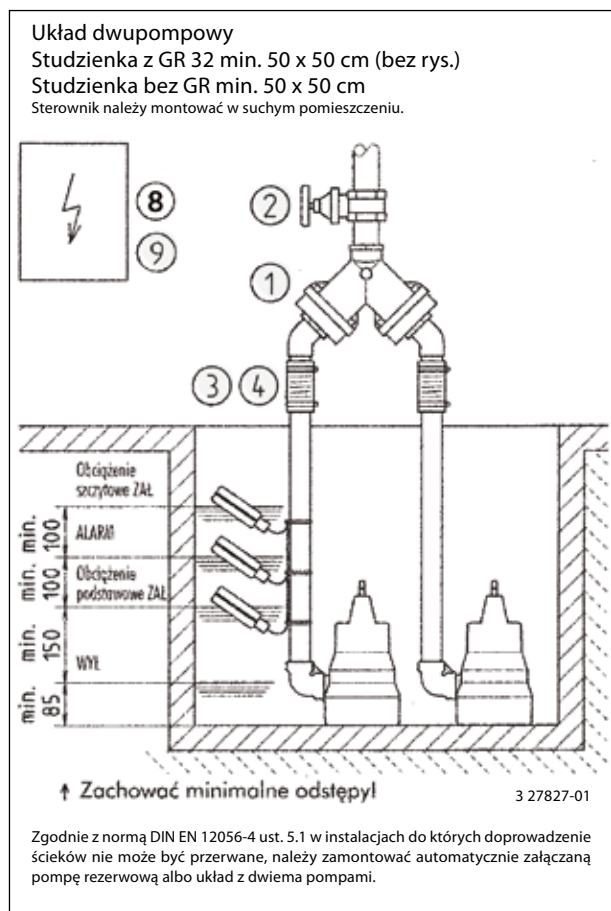 Układ dwupompowy
Studzienka z GR 32 min. 50 x 50 cm (bez rys.)
Studzienka bez GR min. 50 x 50 cm
Sterownik należy montować w suchym pomieszczeniu.
8
9
2
1
3 4
Obciążenie
szczytowe ZAŁ
min.
100
ALARM
min.
100
Obciążenie
podstawowe ZAŁ
min.
150
WYŁ
min.
85
↑ Zachować minimalne odstępy!
3 27827-01
Zgodnie z normą DIN EN 12056-4 ust. 5.1 w instalacjach do których doprowadzenie
ścieków nie może być przerwane, należy zamontować automatycznie załączaną
pompę rezerwową albo układ z dwiema pompami.